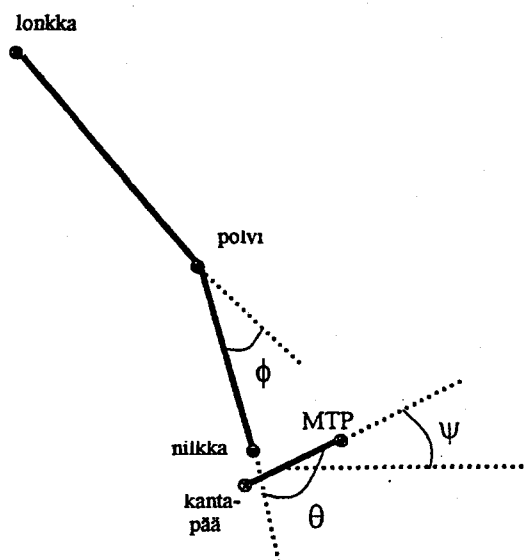 lonkka
polvi
ϕ
MTP
ψ
nilkka
kanta-
pää
θ